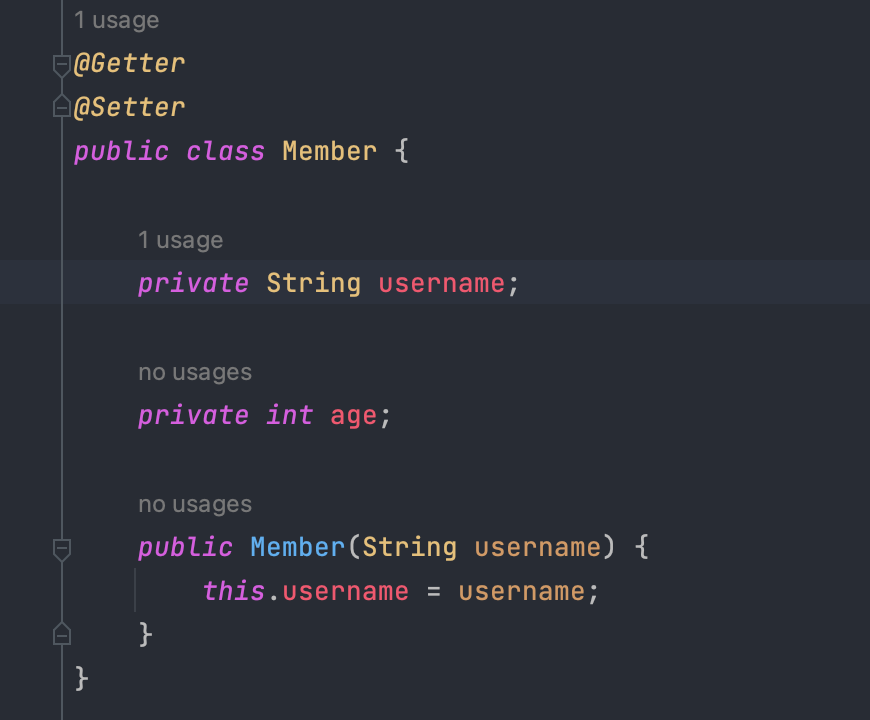 1 usage
@Getter
@Setter
public class Member {
1 usage
private String username;
no usages
private int age;
no usages
public Member(String username) {
this.username = username;
}
}